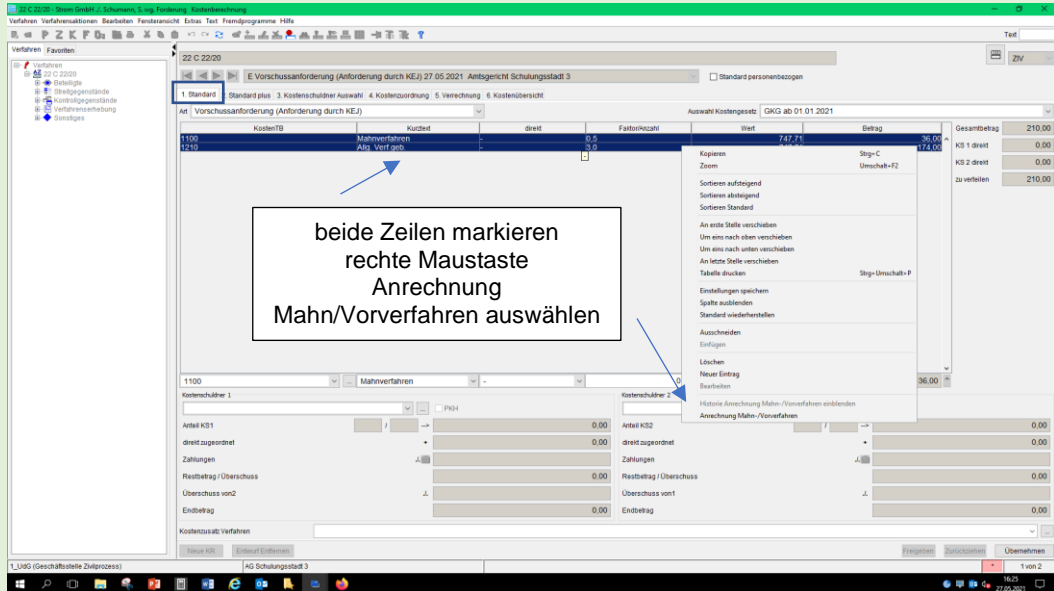 22 C 22/20 - Strom GmbH ./. Schumann, S. wg. Forderung Kostenberechnung
Verfahren Verfahrensaktionen Bearbeiten Fensteransicht Extras Text Fremdprogramme Hilfe
P Z K F
Text
Verfahren Favoriten
Verfahren
22 C 22/20
Beteiligte
Streitgegenstände
Kontrollgegenstände
Verfahrenserhebung
Sonstiges
22 C 22/20
ZIV
E Vorschussanforderung (Anforderung durch KEJ) 27.05.2021 Amtsgericht Schulungsstadt 3
Standard personenbezogen
1. Standard 2. Standard plus 3. Kostenschuldner Auswahl 4. Kostenzuordnung 5. Verrechnung 6. Kostenübersicht
Art Vorschussanforderung (Anforderung durch KEJ)
Auswahl Kostengesetz GKG ab 01.01.2021
KostenTB Kurztext direkt Faktor/Anzahl Wert Betrag
1100 Mahnverfahren - 0,5 747,71 36,00
1210 Allg. Verf.geb. - 3,0 174,00
Gesamtbetrag 210,00
KS 1 direkt 0,00
KS 2 direkt 0,00
zu verteilen 210,00
beide Zeilen markieren
rechte Maustaste
Anrechnung
Mahn/Vorverfahren auswählen
Kopieren Strg+C
Zoom Umschalt+F2
Sortieren aufsteigend
Sortieren absteigend
Sortieren Standard
An erste Stelle verschieben
Um eins nach oben verschieben
Um eins nach unten verschieben
An letzte Stelle verschieben
Tabelle drucken Strg+Umschalt+P
Einstellungen speichern
Spalte ausblenden
Standard wiederherstellen
Ausschneiden
Einfügen
Löschen
Neuer Eintrag
Bearbeiten
Historie Anrechnung Mahn-/Vorverfahren einblenden
Anrechnung Mahn-/Vorverfahren
1100 ... Mahnverfahren - 0 36,00
Kostenschuldner 1
Kostenschuldner 2
... PKH
Anteil KS1 / --> 0,00
Anteil KS2 / --> 0,00
direkt zugeordnet + 0,00
direkt zugeordnet + 0,00
Zahlungen ./.
Zahlungen ./.
Restbetrag / Überschuss 0,00
Restbetrag / Überschuss 0,00
Überschuss von2 ./.
Überschuss von1 ./.
Endbetrag 0,00
Endbetrag 0,00
Kostenzusatz Verfahren ...
Neue KR Entwurf Entfernen
Freigeben Zurückziehen Übernehmen
1_UdG (Geschäftsstelle Zivilprozess) AG Schulungsstadt 3 * 1 von 2
16:25
27.05.2021